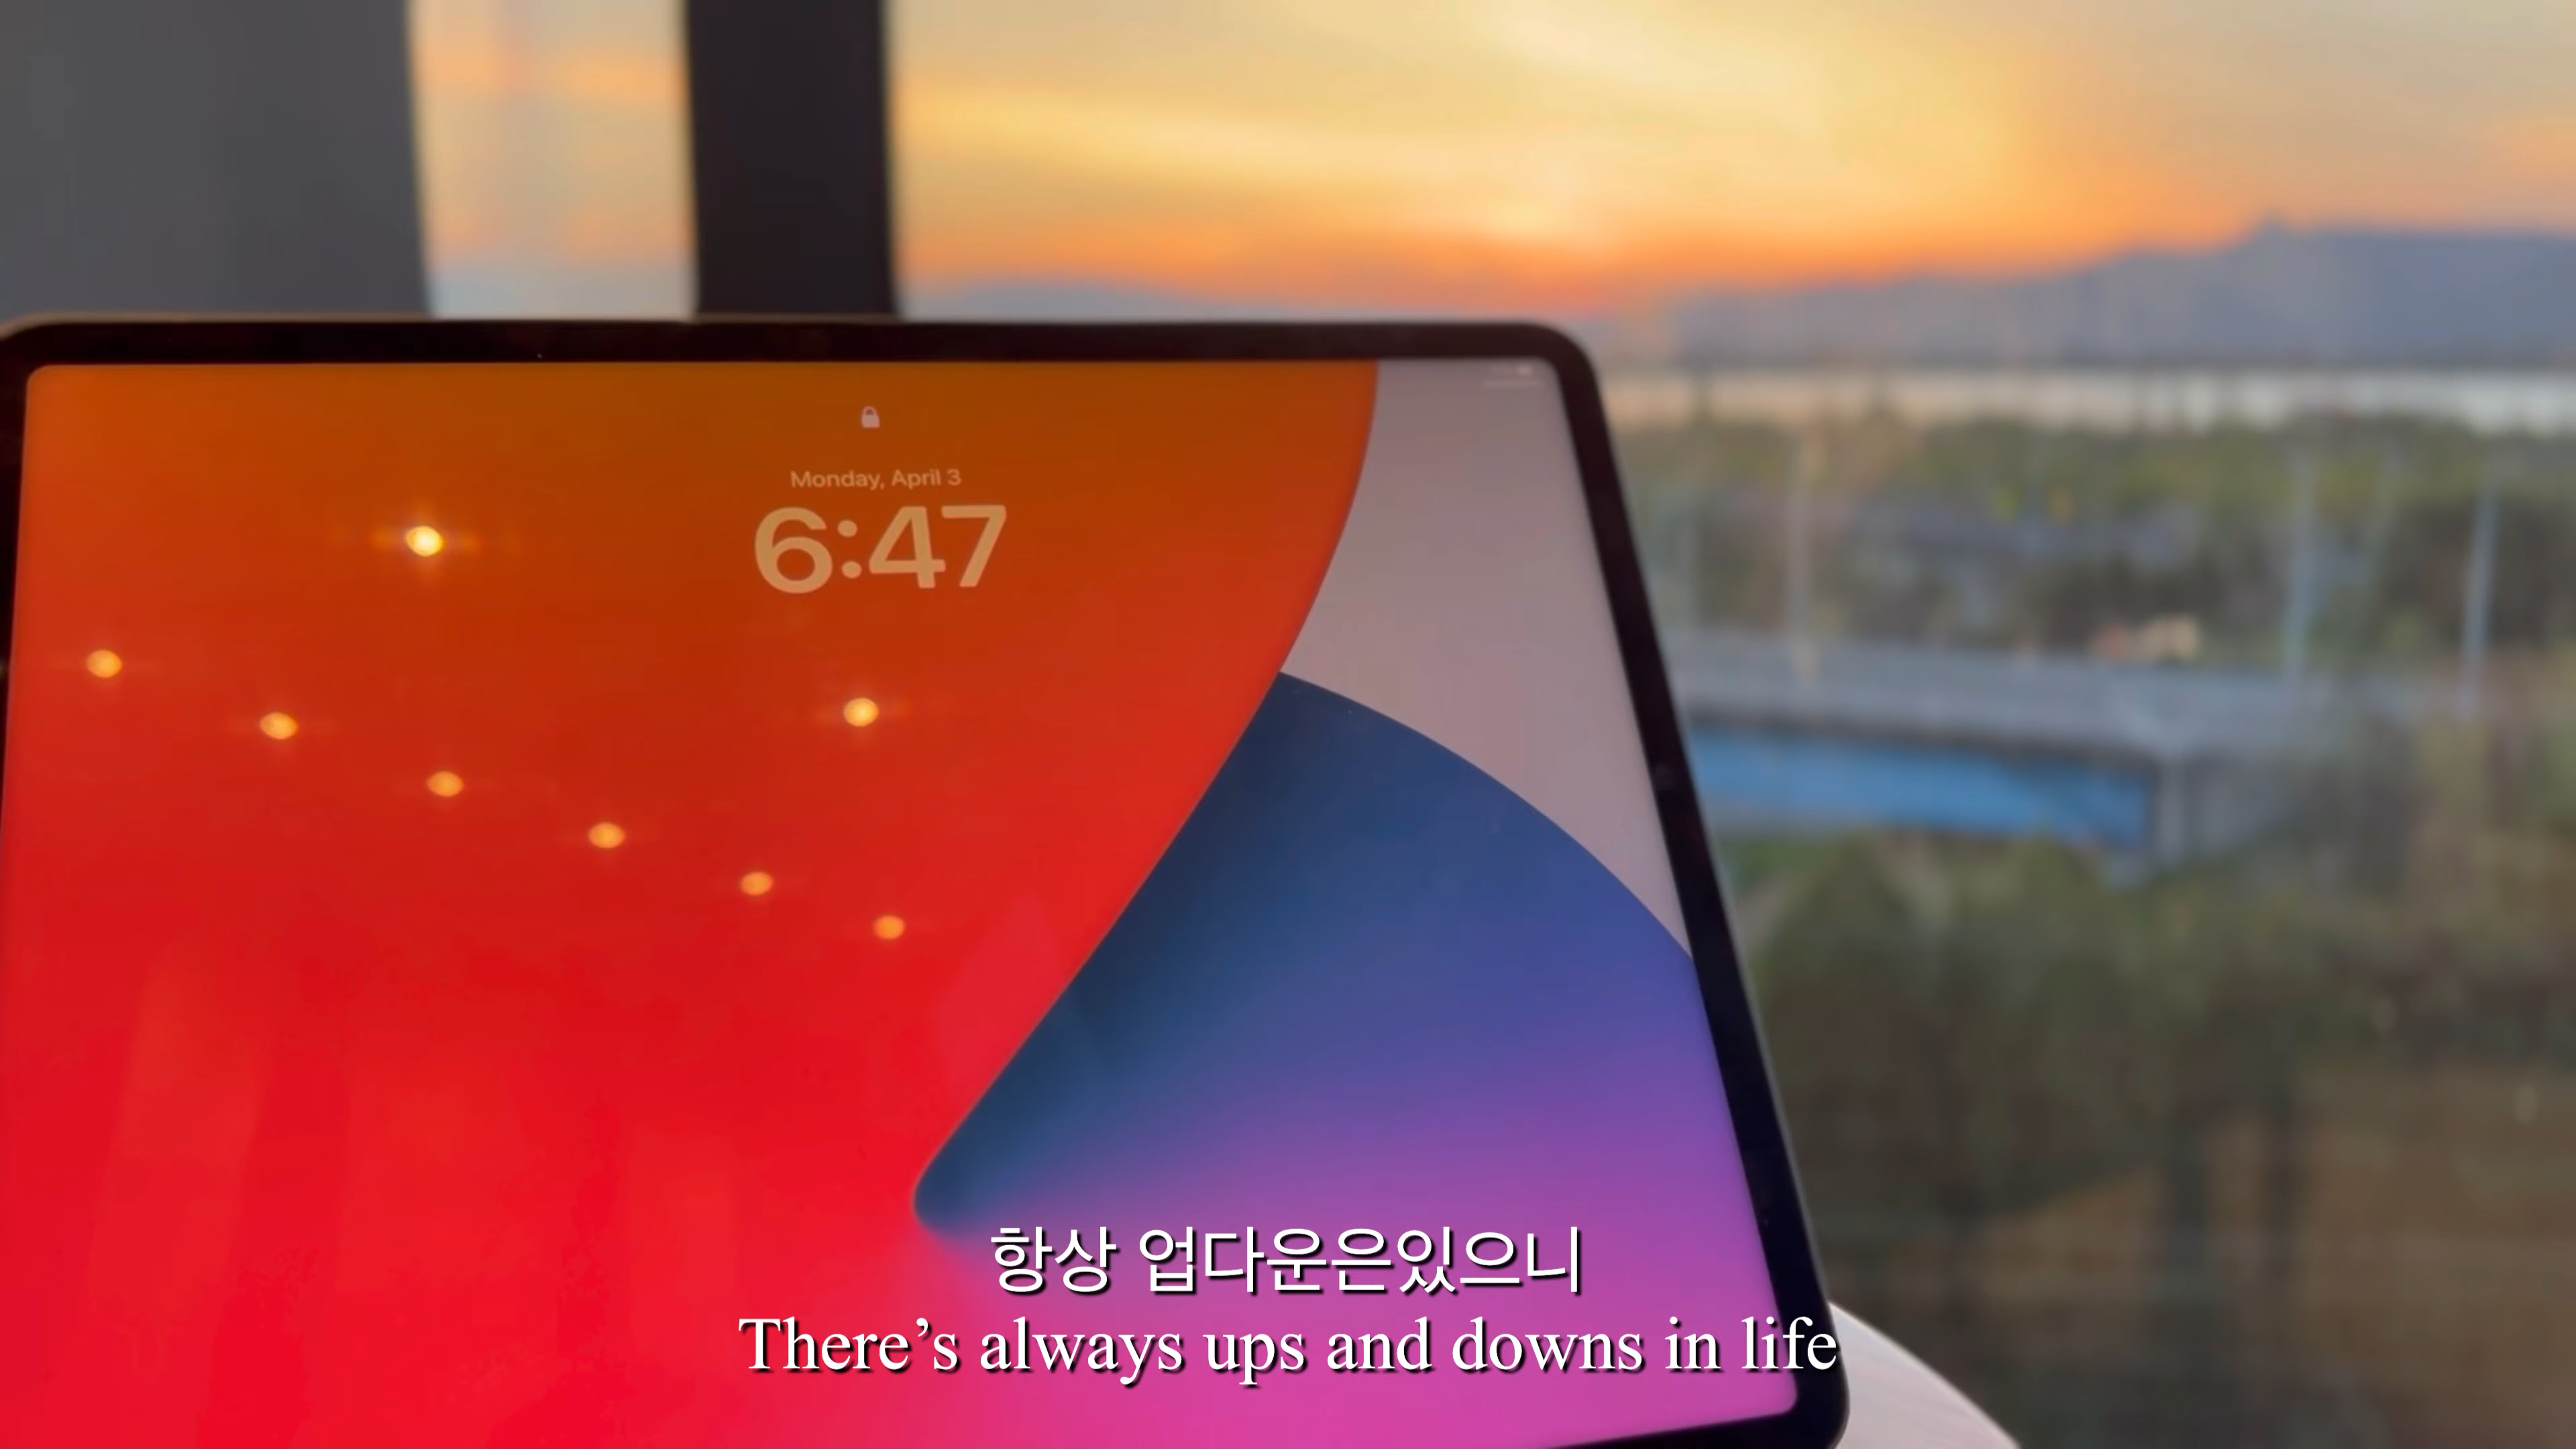 Monday, April 3
6:47
항상 업다운은있으니
There's always ups and downs in life